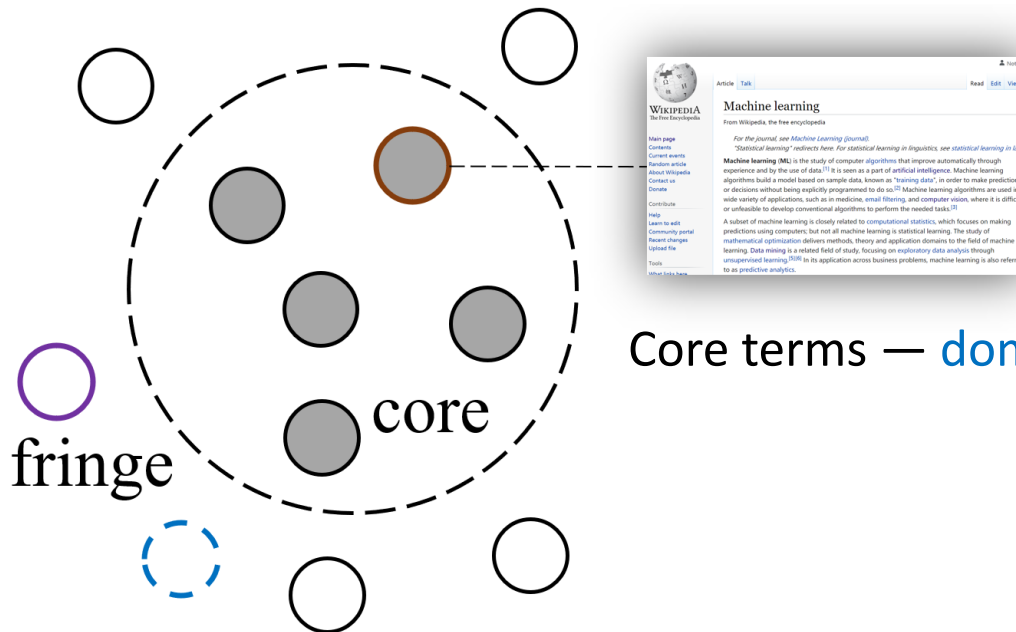 Article Talk
Read Edit
WIKIPEDIA
The Free Encyclopedia
Machine learning
From Wikipedia, the free encyclopedia
Main page
Contents
Current events
Random article
About Wikipedia
Contact us
Donate
Contribute
Help
Learn to edit
Community portal
Recent changes
Upload file
Tools
What links here
For the journal, see Machine Learning (journal).
"Statistical learning" redirects here. For statistical learning in linguistics, see statistical learning in
Machine learning (ML) is the study of computer algorithms that improve automatically through
experience and by the use of data.[1] It is seen as a part of artificial intelligence. Machine learning
algorithms build a model based on sample data, known as "training data", in order to make
or decisions without being explicitly programmed to do so.[2] Machine learning algorithms are used
wide variety of applications, such as in medicine, email filtering, and computer vision, where it is
or unfeasible to develop conventional algorithms to perform the needed tasks.[3]
A subset of machine learning is closely related to computational statistics, which focuses on making
predictions using computers; but not all machine learning is statistical learning. The study of
mathematical optimization delivers methods, theory and application domains to the field of machine
learning. Data mining is a related field of study, focusing on exploratory data analysis through
unsupervised learning.[5][6] In its application across business problems, machine learning is also
to as predictive analytics.
Core terms —
core
fringe